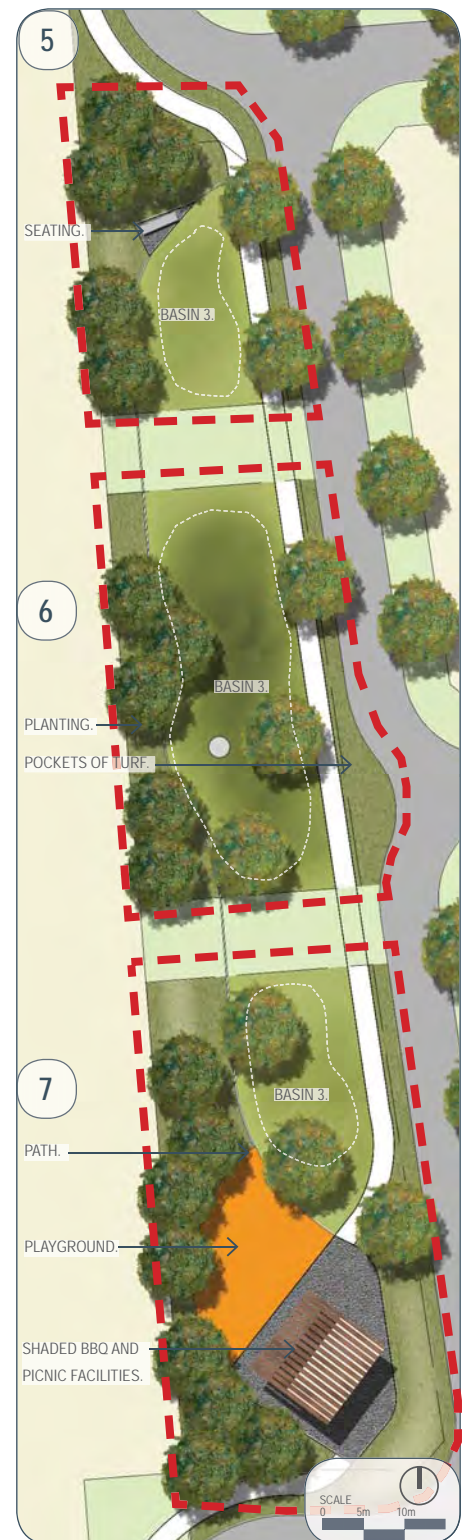 5
SEATING.
BASIN 3.
6
BASIN 3.
PLANTING.
POCKETS OF TURF.
7
BASIN 3.
PATH.
PLAYGROUND.
SHADED BBQ AND
PICNIC FACILITIES.
SCALE
0 5m 10m